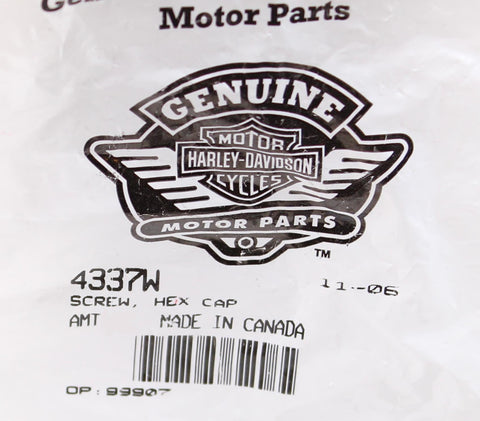 Motor Parts
GENUINE
MOTOR
HARLEY-DAVIDSON
CYCLES
MOTOR PARTS
TM
4337W 11-06
SCREW, HEX CAP
AMT MADE IN CANADA
OP: 99907